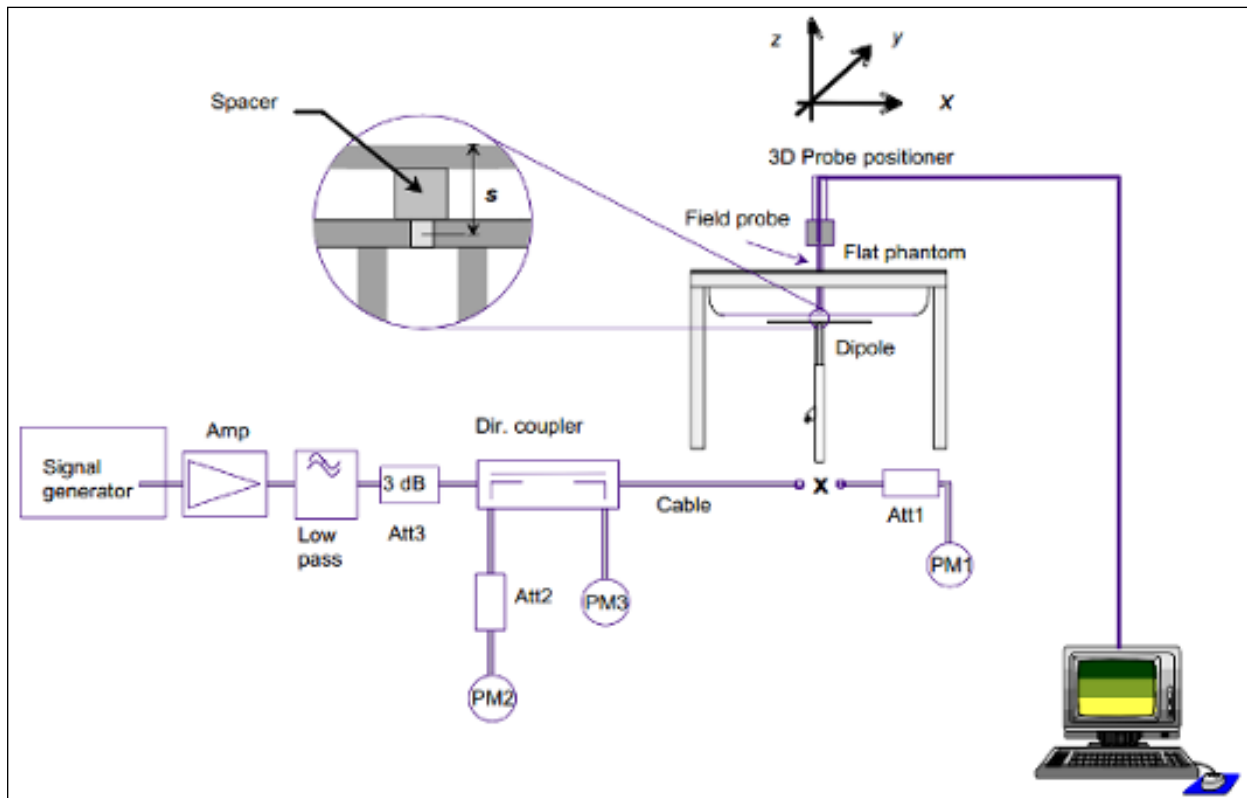 z
y
x
Spacer
s
3D Probe positioner
Field probe
Flat phantom
Dipole
Signal
generator
Amp
Low
pass
3 dB
Att3
Dir. coupler
Cable
x
Att1
PM1
Att2
PM3
PM2